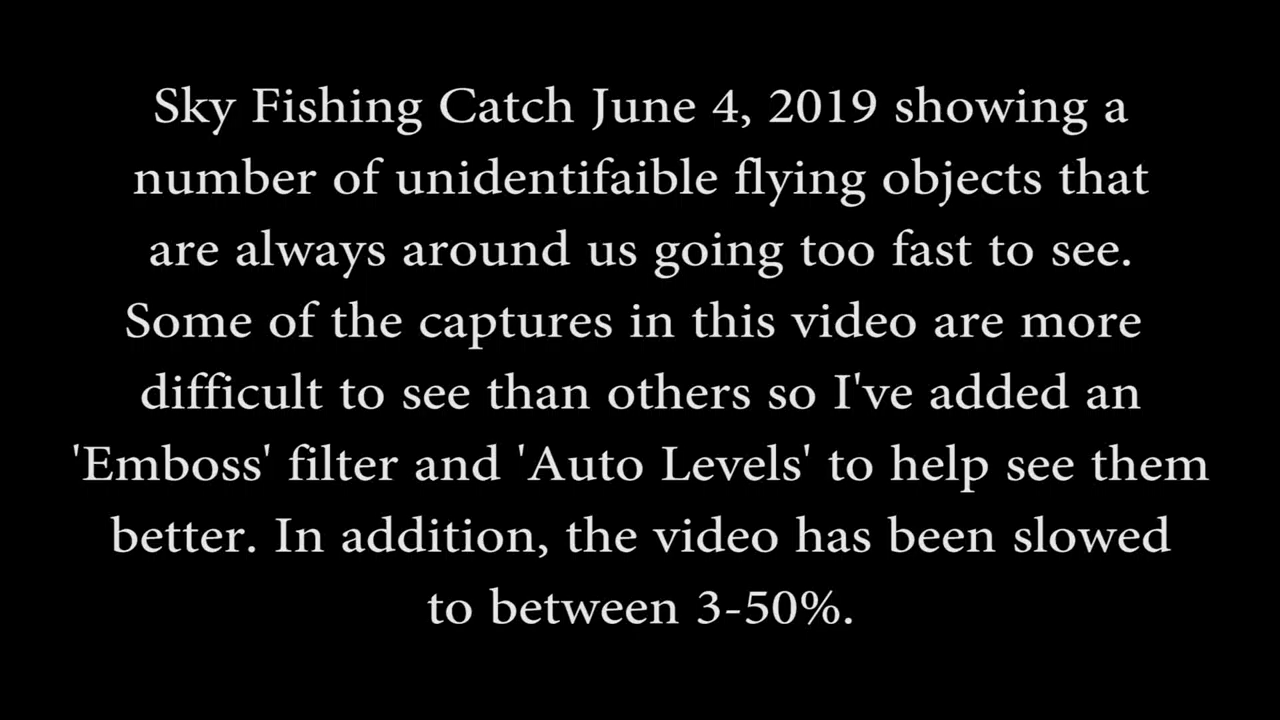 Sky Fishing Catch June 4, 2019 showing a
number of unidentifaible flying objects that
are always around us going too fast to see.
Some of the captures in this video are more
difficult to see than others so I've added an
'Emboss' filter and 'Auto Levels' to help see them
better. In addition, the video has been slowed
to between 3-50%.